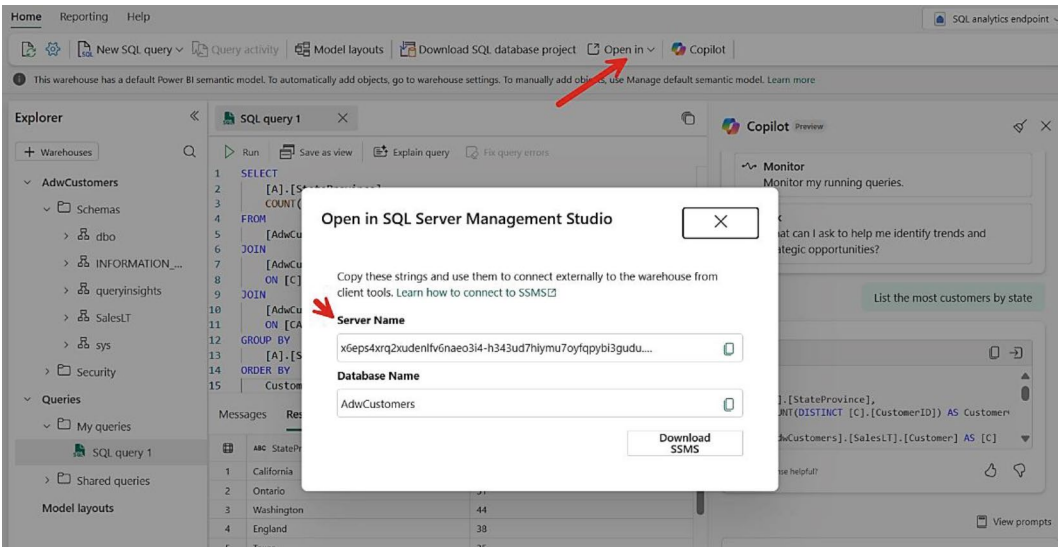 Home Reporting Help
SQL analytics endpoint
New SQL query Query activity Model layouts Download SQL database project Open in Copilot
This warehouse has a default Power BI semantic model. To automatically add objects, go to warehouse settings. To manually add objects, use Manage default semantic model. Learn more
Explorer
SQL query 1
Copilot Preview
+ Warehouses
Run Save as view Explain query Fix query errors
Monitor
Monitor my running queries.
AdwCustomers
Schemas
dbo
INFORMATION_...
queryinsights
SalesLT
sys
Security
Queries
My queries
SQL query 1
Shared queries
Model layouts
1 SELECT
2 [A].[StateProvince]
3 COUNT(
4 FROM
5 [AdwCu
6 JOIN
7 [AdwCu
8 ON [C]
9 JOIN
10 [AdwCu
11 ON [CA
12 GROUP BY
13 [A].[S
14 ORDER BY
15 Custom
Messages Res
ABC StatePr
1 California
2 Ontario
3 Washington 44
4 England 38
Open in SQL Server Management Studio
Copy these strings and use them to connect externally to the warehouse from
client tools. Learn how to connect to SSMS
Server Name
x6eps4xrq2xudenlfv6naeo3i4-h343ud7hiymu7oyfqpybi3gudu....
Database Name
AdwCustomers
Download
SSMS
at can I ask to help me identify trends and
ategic opportunities?
List the most customers by state
].[StateProvince],
JNT(DISTINCT [C].[CustomerID]) AS Customer
dwCustomers].[SalesLT].[Customer] AS [C]
nse helpful?
View prompts